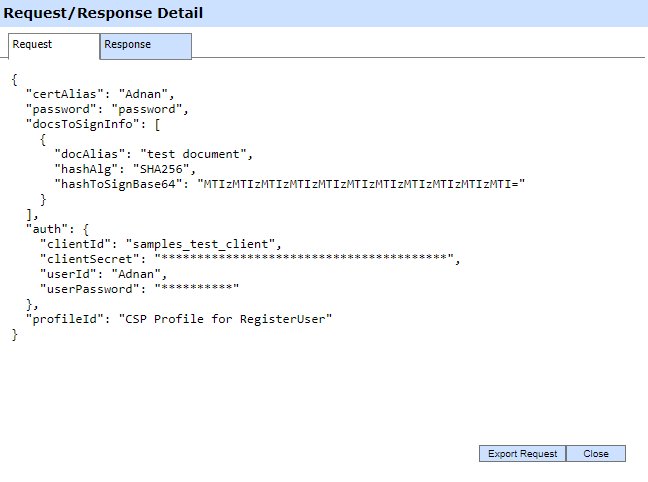 Request/Response Detail
Request Response
{
"certAlias": "Adnan",
"password": "password",
"docsToSignInfo": [
{
"docAlias": "test document",
"hashAlg": "SHA256",
"hashToSignBase64": "MTIzMTIzMTIzMTIzMTIzMTIzMTIzMTIzMTIzMTIzMTI="
}
],
"auth": {
"clientId": "samples_test_client",
"clientSecret": "****************************************",
"userId": "Adnan",
"userPassword": "**********"
},
"profileId": "CSP Profile for RegisterUser"
}
Export Request Close